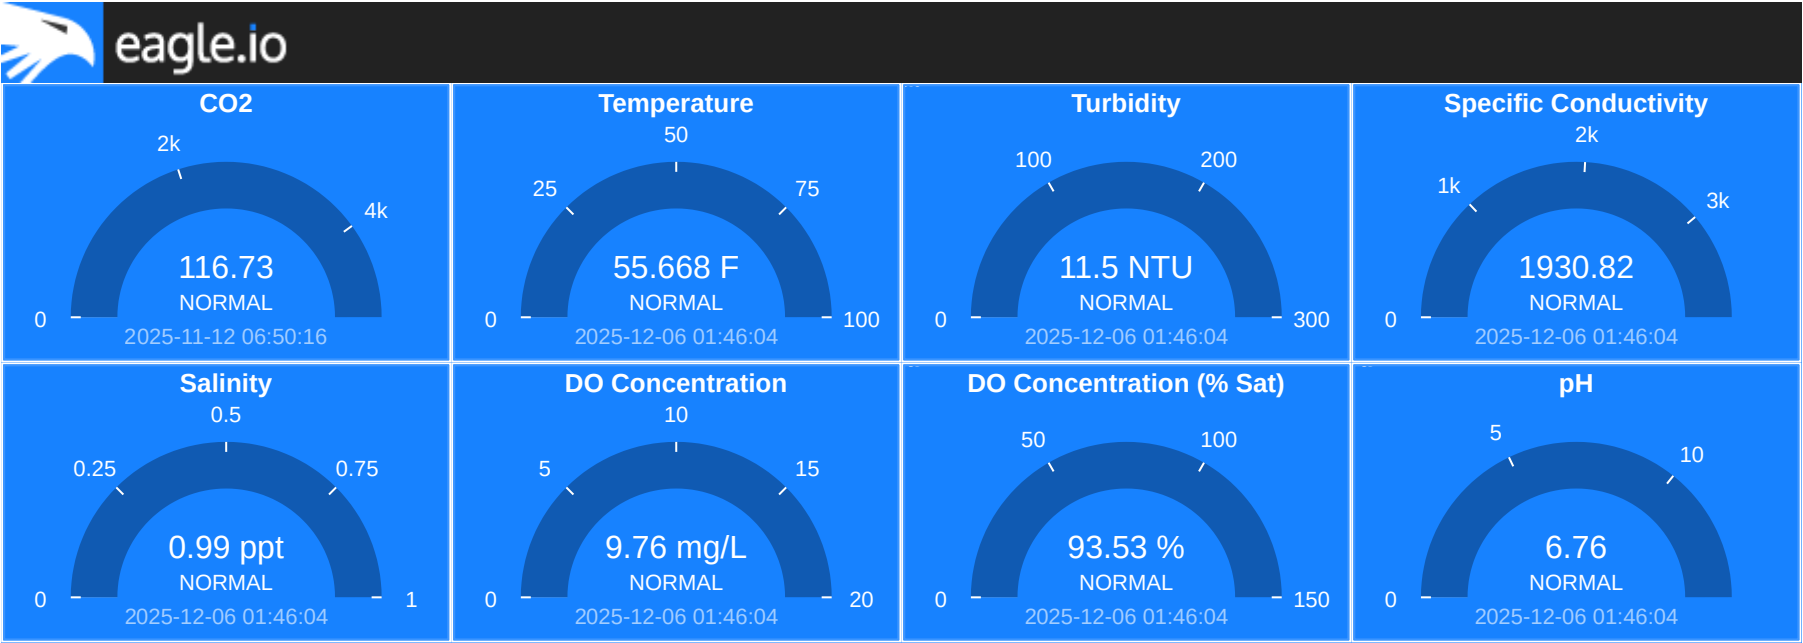 eagle.io
CO2
2k
4k
116.73
NORMAL
0
2025-11-12 06:50:16
Temperature
50
25
75
55.668 F
NORMAL
0
100
2025-12-06 01:46:04
Turbidity
100
200
11.5 NTU
NORMAL
0
300
2025-12-06 01:46:04
Specific Conductivity
2k
1k
3k
1930.82
NORMAL
0
2025-12-06 01:46:04
Salinity
0.5
0.25
0.75
0.99 ppt
NORMAL
0
1
2025-12-06 01:46:04
DO Concentration
10
5
15
9.76 mg/L
NORMAL
0
20
2025-12-06 01:46:04
DO Concentration (% Sat)
50
100
93.53 %
NORMAL
0
150
2025-12-06 01:46:04
pH
5
10
6.76
NORMAL
0
2025-12-06 01:46:04